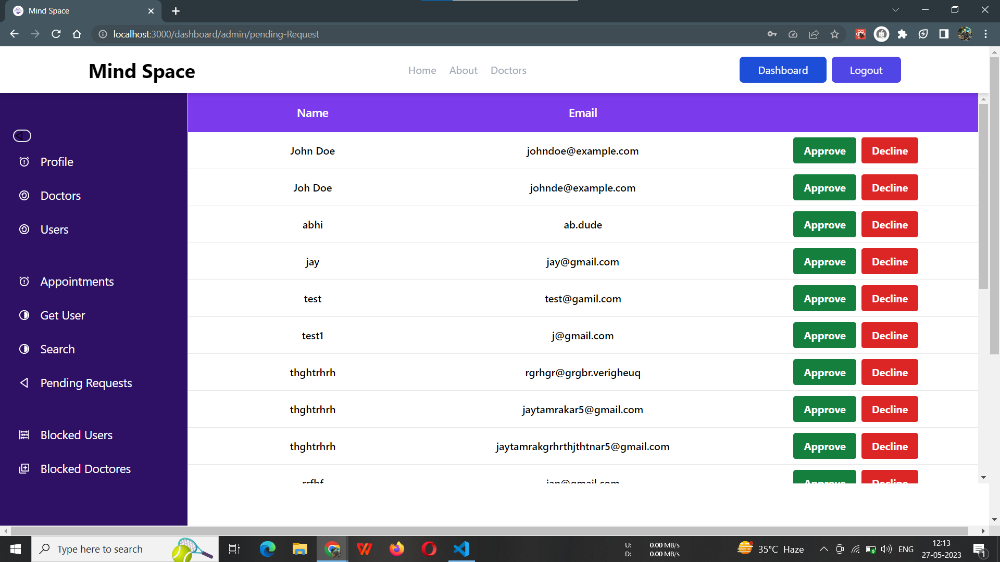 Mind Space
localhost:3000/dashboard/admin/pending-Request
Mind Space
Home About Doctors
Dashboard Logout
Name Email
Profile
Doctors
Users
Appointments
Get User
Search
Pending Requests
Blocked Users
Blocked Doctores
John Doe johndoe@example.com Approve Decline
Joh Doe johnde@example.com Approve Decline
abhi ab.dude Approve Decline
jay jay@gmail.com Approve Decline
test test@gamil.com Approve Decline
test1 j@gmail.com Approve Decline
thghtrhrh rgrhgr@grgbr.verigheuq Approve Decline
thghtrhrh jaytamrakar5@gmail.com Approve Decline
thghtrhrh jaytamrakgrhrthjthtnar5@gmail.com Approve Decline
Approve Decline
Type here to search
U: 0.00 MB/s
D: 0.00 MB/s
35°C Haze
ENG
12:13
27-05-2023
1